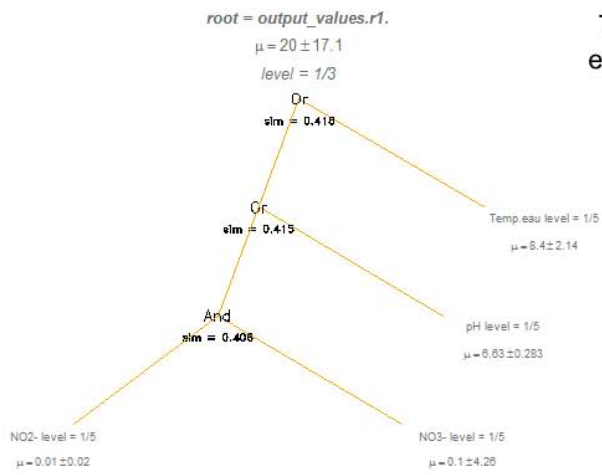 root = output_values.r1.
μ = 20 ±17.1
level = 1/3
Or
sim = 0.416
Or
sim = 0.415
Temp.eau level = 1/5
μ=8.4±2.14
And
sim = 0.406
pH level = 1/5
μ=6.63±0.283
NO2- level = 1/5
μ=0.01±0.02
NO3- level = 1/5
μ=0.1±4.26